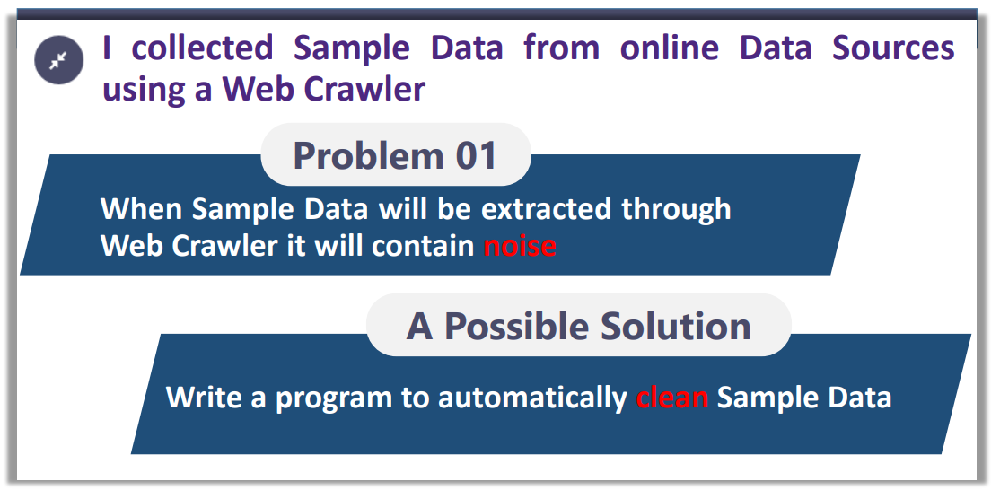 I collected Sample Data from online Data Sources
using a Web Crawler
Problem 01
When Sample Data will be extracted through
Web Crawler it will contain noise
A Possible Solution
Write a program to automatically clean Sample Data